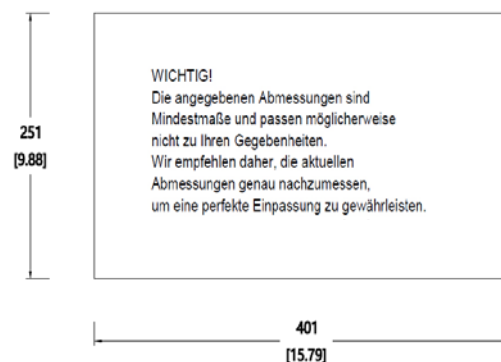 WICHTIG!
Die angegebenen Abmessungen sind
Mindestmaße und passen möglicherweise
nicht zu Ihren Gegebenheiten.
Wir empfehlen daher, die aktuellen
Abmessungen genau nachzumessen,
um eine perfekte Einpassung zu gewährleisten.
251
[9.88]
401
[15.79]